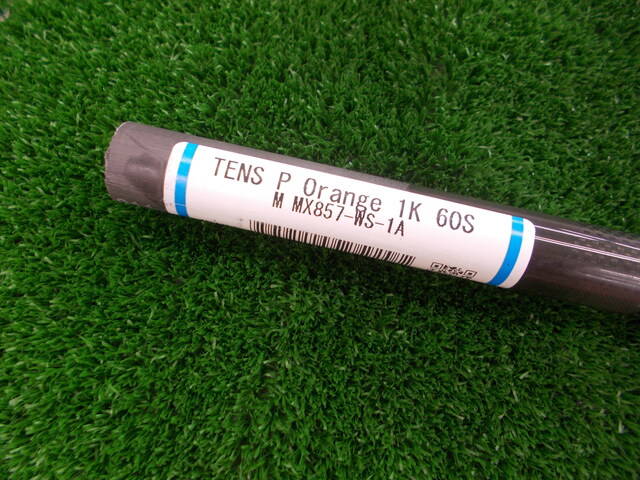 TENS P Orange 1K 60S
M MX857-WS-1A